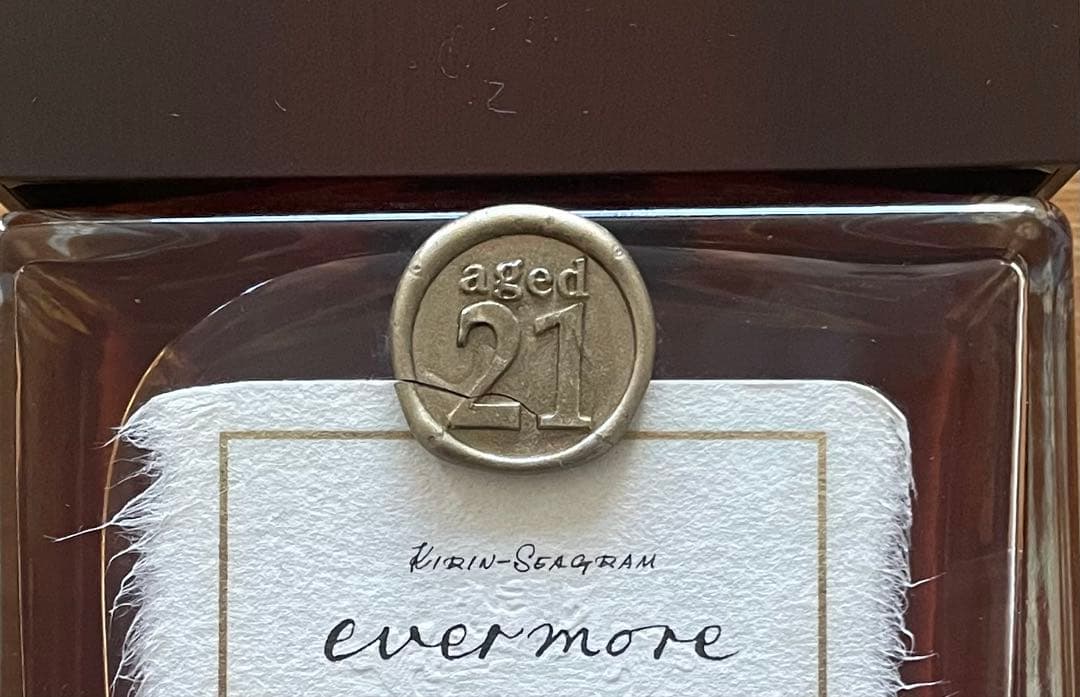 aged
21
KIRIN-SEAGRAM
evermore